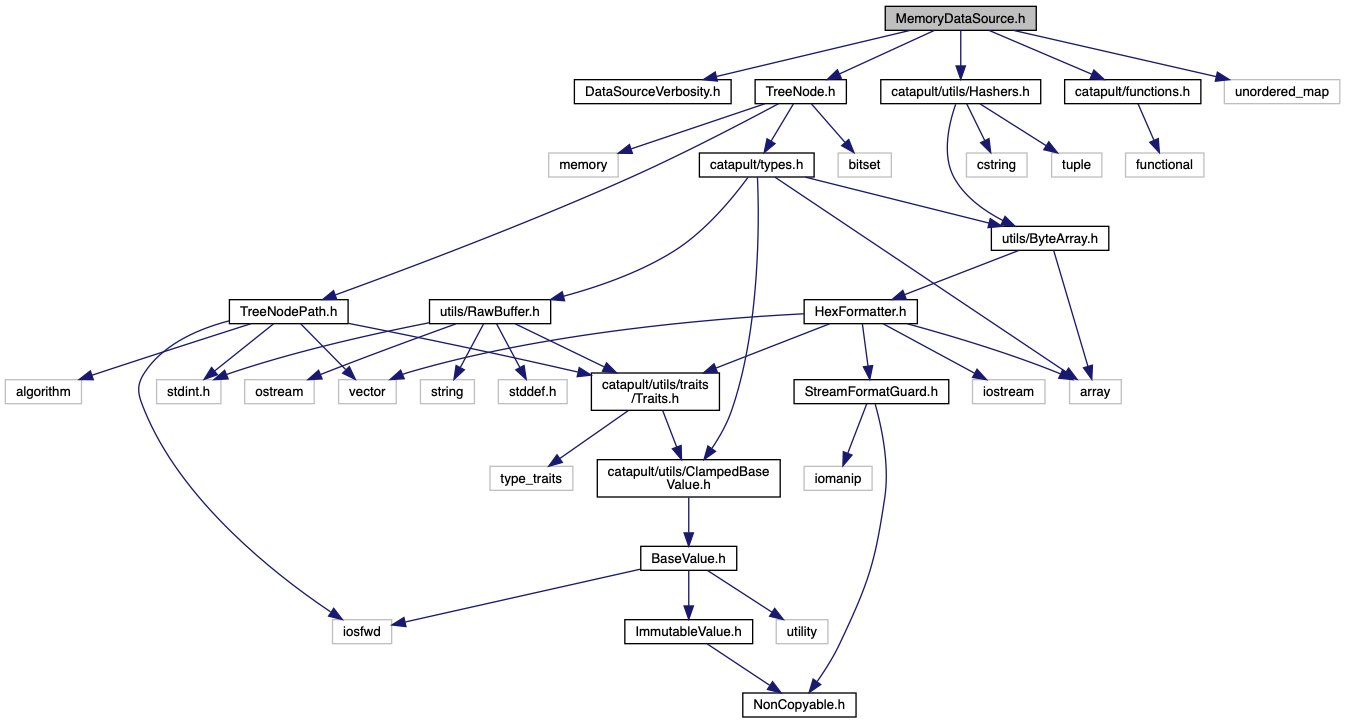 MemoryDataSource.h
DataSourceVerbosity.h
TreeNode.h
catapult/utils/Hashers.h
catapult/functions.h
unordered_map
memory
catapult/types.h
bitset
cstring
tuple
functional
utils/ByteArray.h
TreeNodePath.h
utils/RawBuffer.h
HexFormatter.h
algorithm
stdint.h
ostream
vector
string
stddef.h
catapult/utils/traits
/Traits.h
StreamFormatGuard.h
iostream
array
type_traits
catapult/utils/ClampedBase
Value.h
iomanip
BaseValue.h
iosfwd
ImmutableValue.h
utility
NonCopyable.h